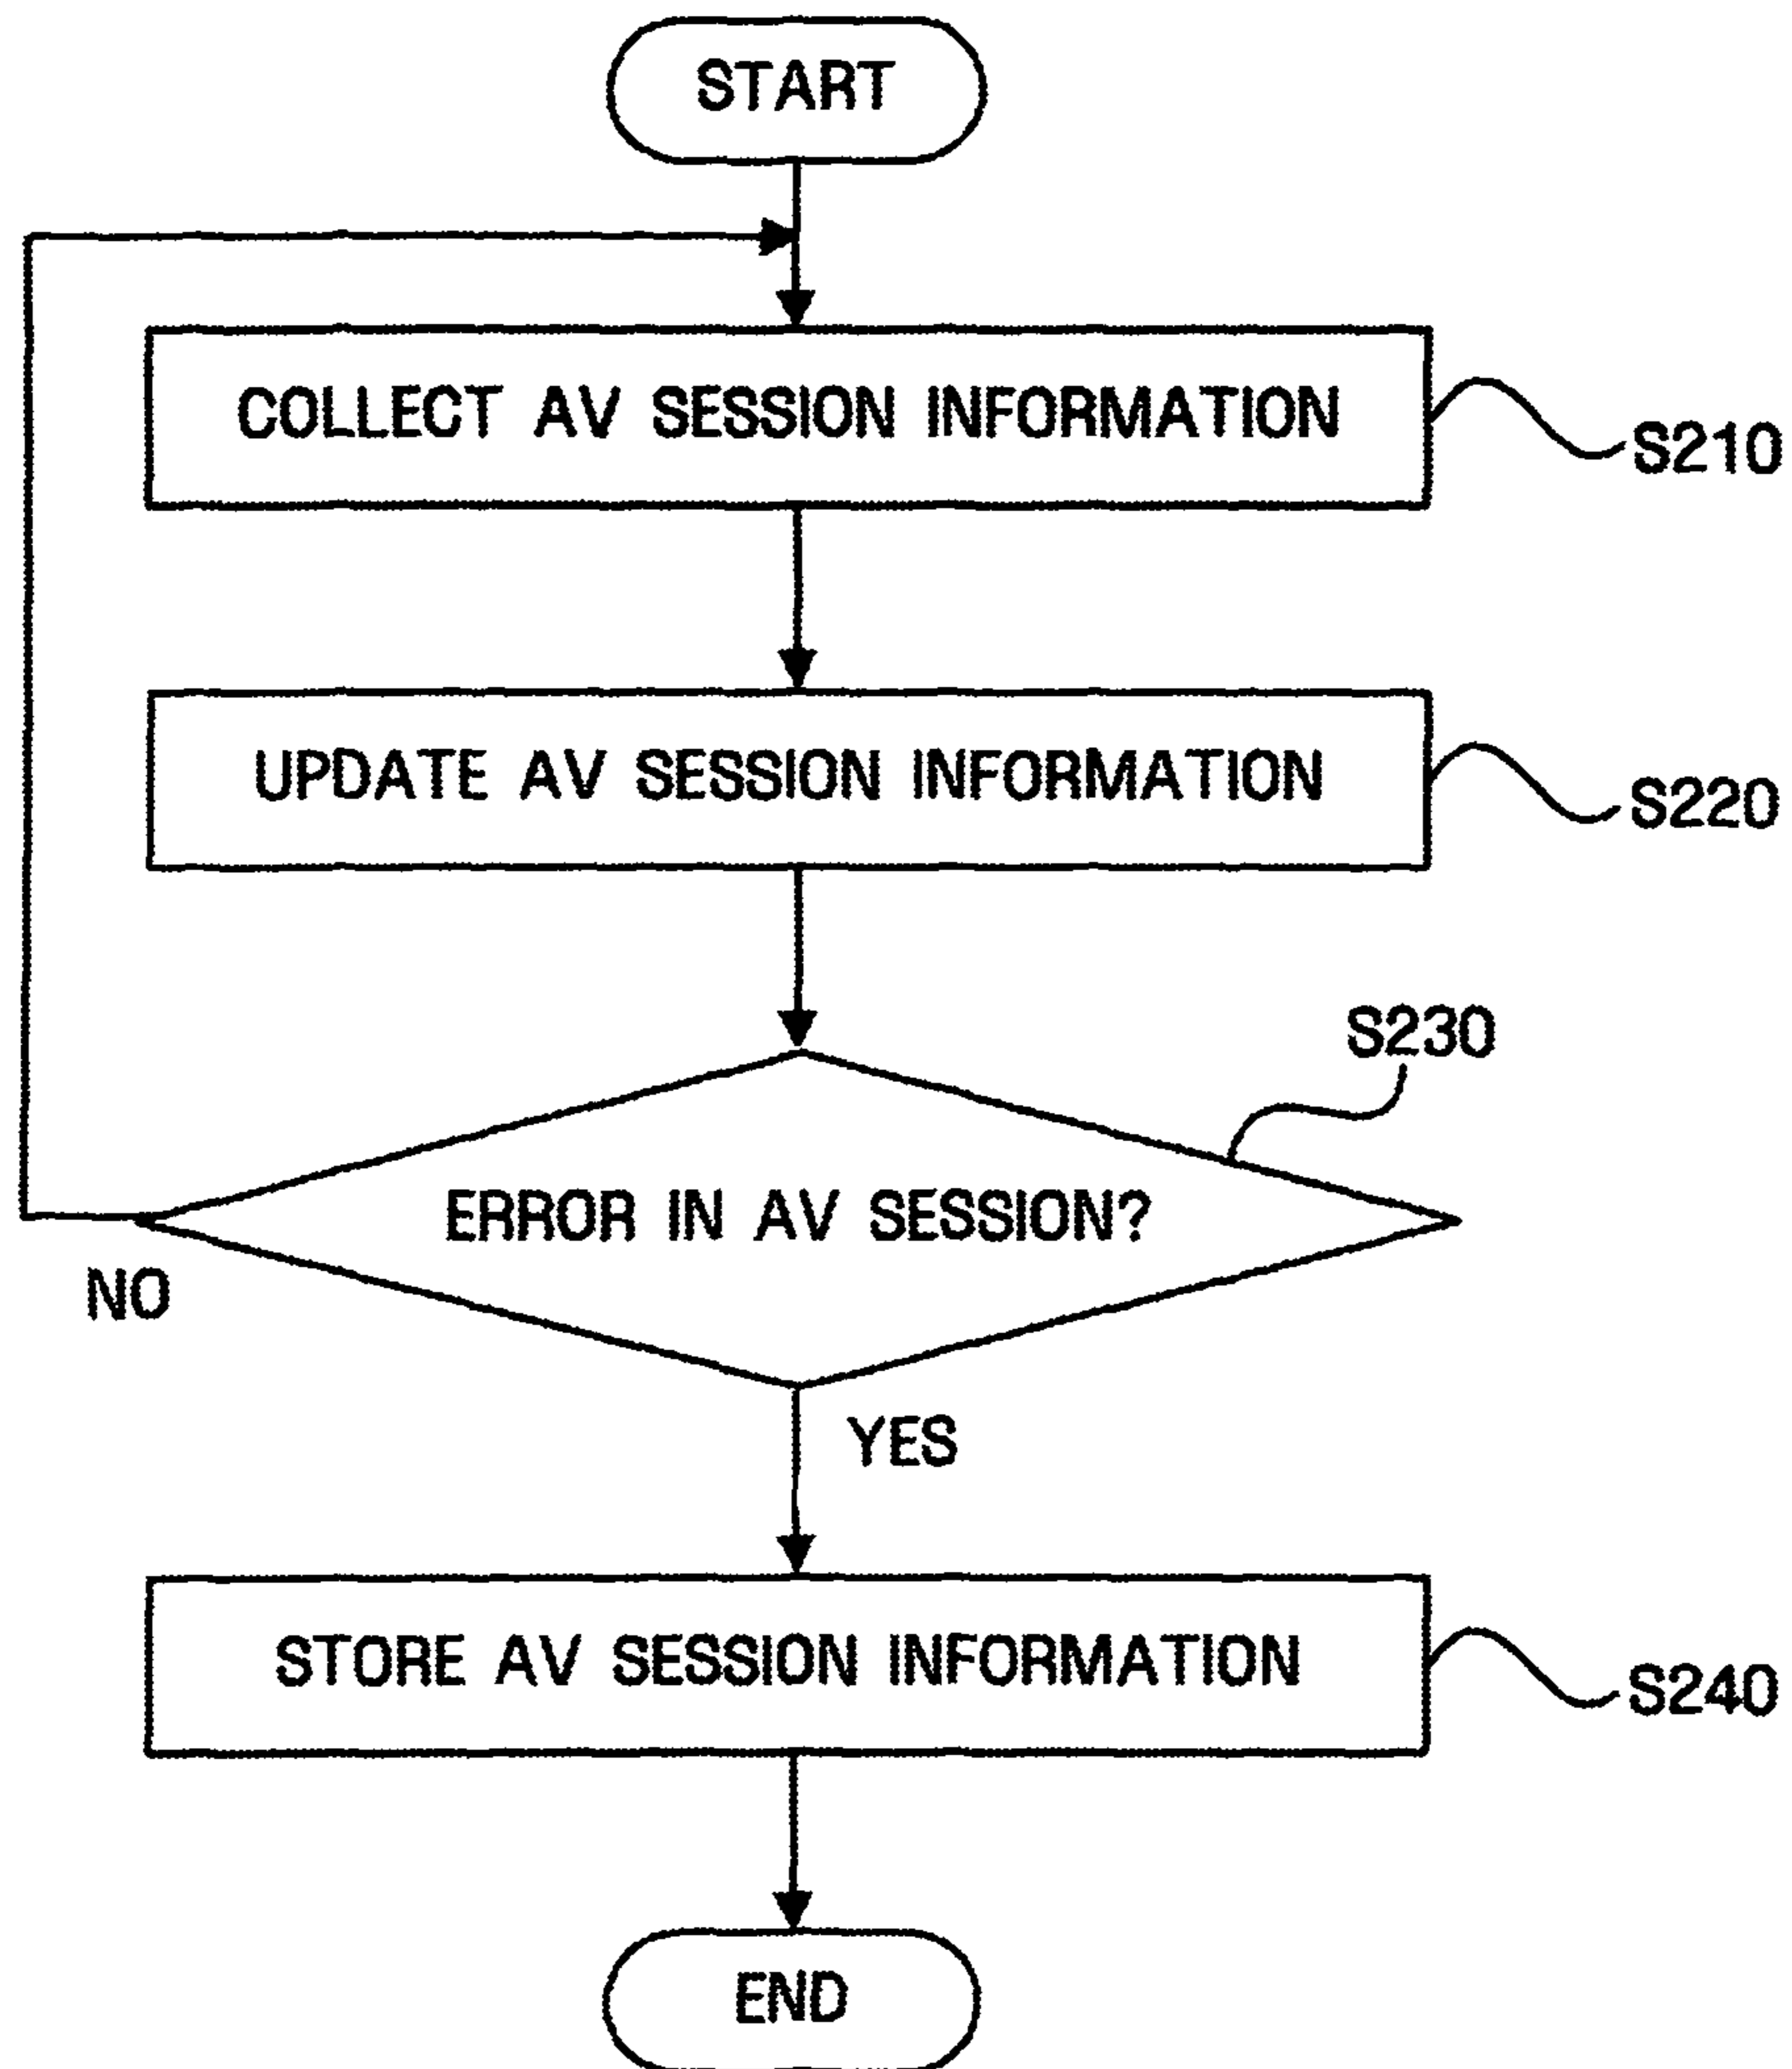 START
COLLECT AV SESSION INFORMATION
S210
UPDATE AV SESSION INFORMATION
S220
S230
ERROR IN AV SESSION?
NO
YES
STORE AV SESSION INFORMATION
S240
END